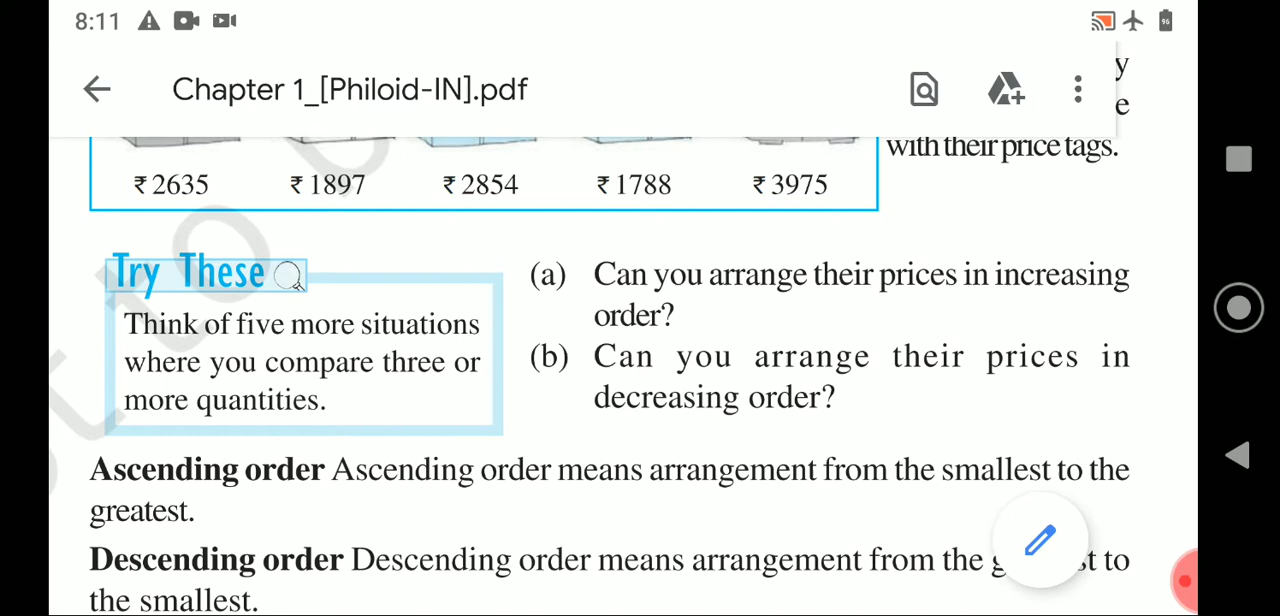 8:11
96
Chapter 1_[Philoid-IN].pdf
y
e
with their price tags.
₹ 2635 ₹ 1897 ₹ 2854 ₹ 1788 ₹ 3975
Try These
Think of five more situations
where you compare three or
more quantities.
(a) Can you arrange their prices in increasing
order?
(b) Can you arrange their prices in
decreasing order?
Ascending order Ascending order means arrangement from the smallest to the
greatest.
Descending order Descending order means arrangement from the to
the smallest.